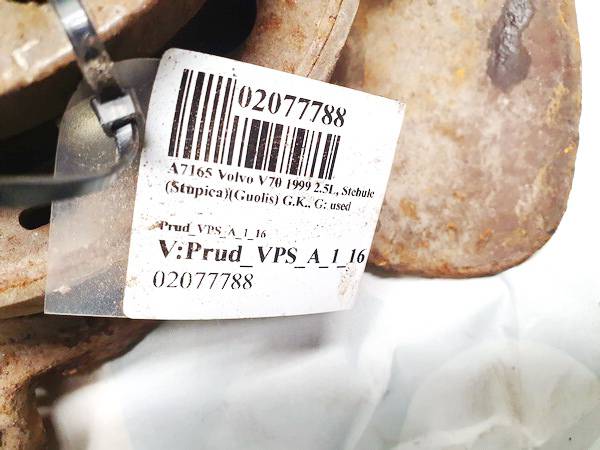 02077788
A7165 Volvo V70 1999 2.5L, Stebule
(Stupica)(Guolis) G.K., G: used
Prud_VPS_A_1_16
V:Prud_VPS_A_1_16
02077788